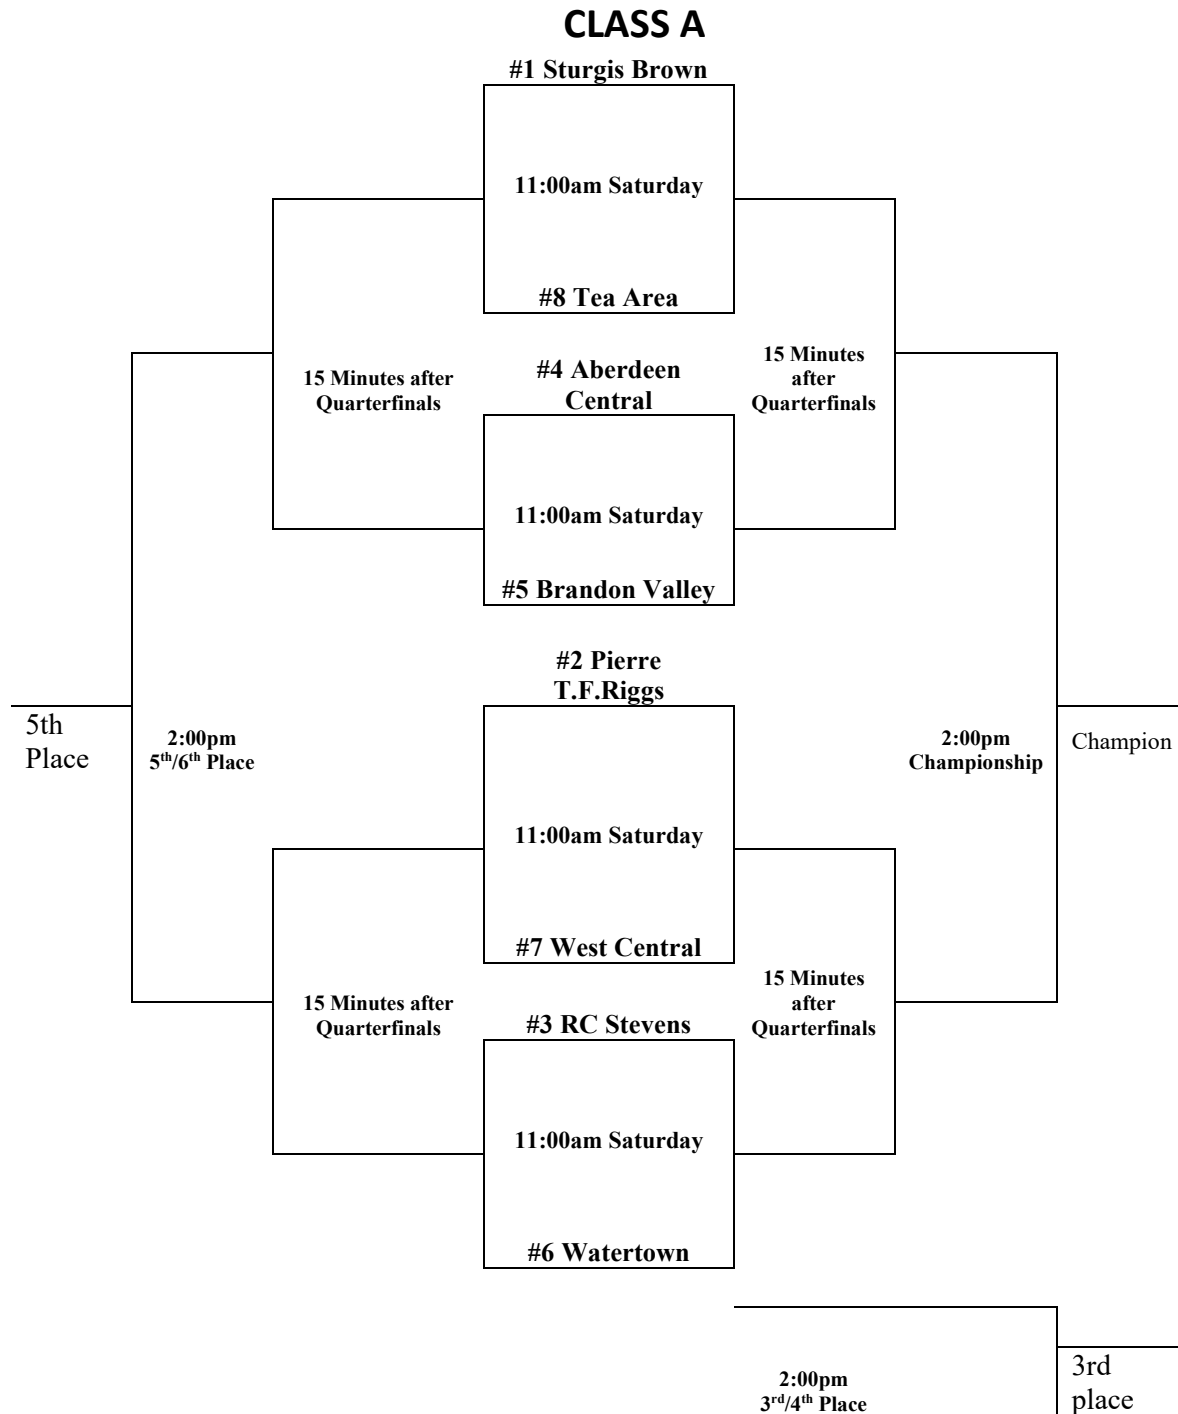 CLASS A
#1 Sturgis Brown
11:00am Saturday
#8 Tea Area
15 Minutes after
Quarterfinals
#4 Aberdeen
Central
15 Minutes
after
Quarterfinals
11:00am Saturday
#5 Brandon Valley
#2 Pierre
T.F.Riggs
5th
Place
2:00pm
5th/6th Place
2:00pm
Championship
Champion
11:00am Saturday
#7 West Central
15 Minutes after
Quarterfinals
#3 RC Stevens
15 Minutes
after
Quarterfinals
11:00am Saturday
#6 Watertown
2:00pm
3rd/4th Place
3rd
place